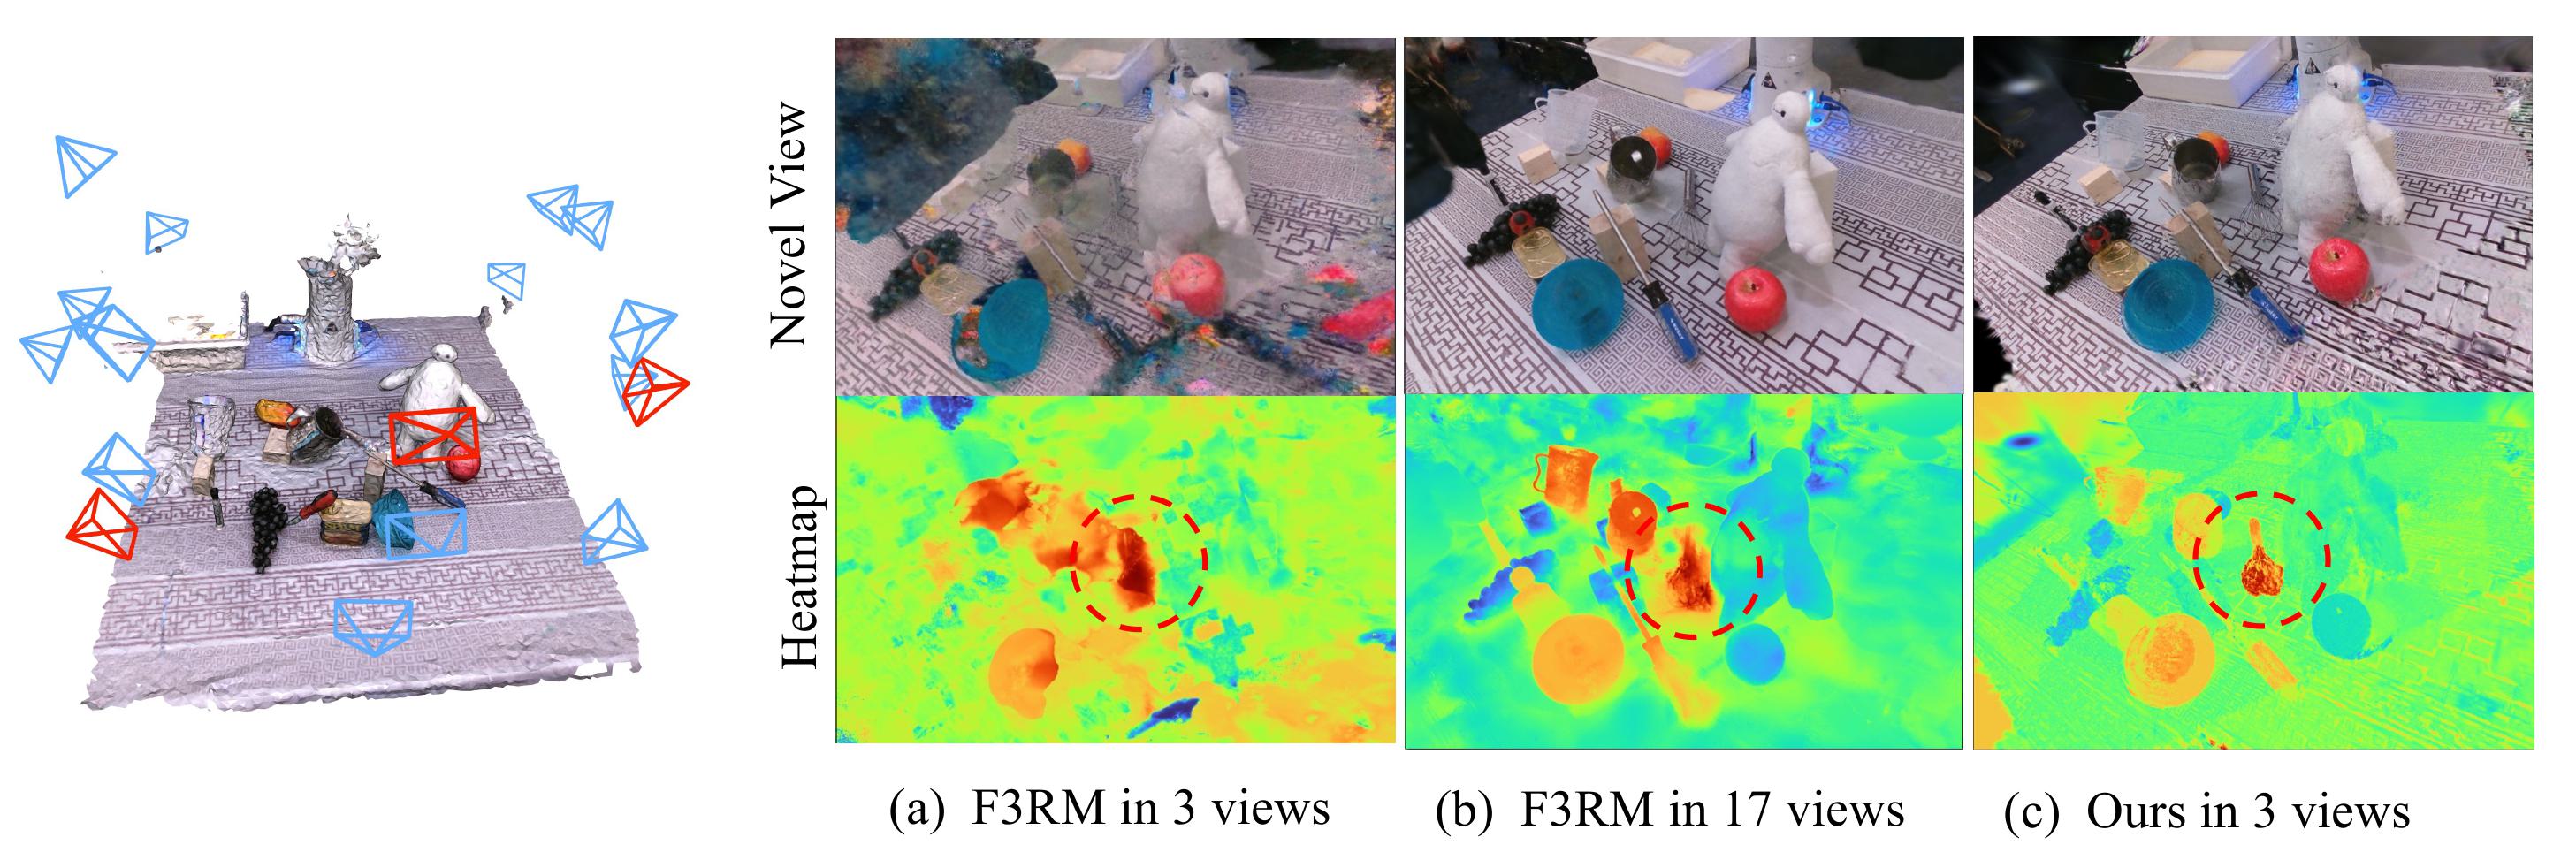 Novel View
Heatmap
(a) F3RM in 3 views
(b) F3RM in 17 views
(c) Ours in 3 views